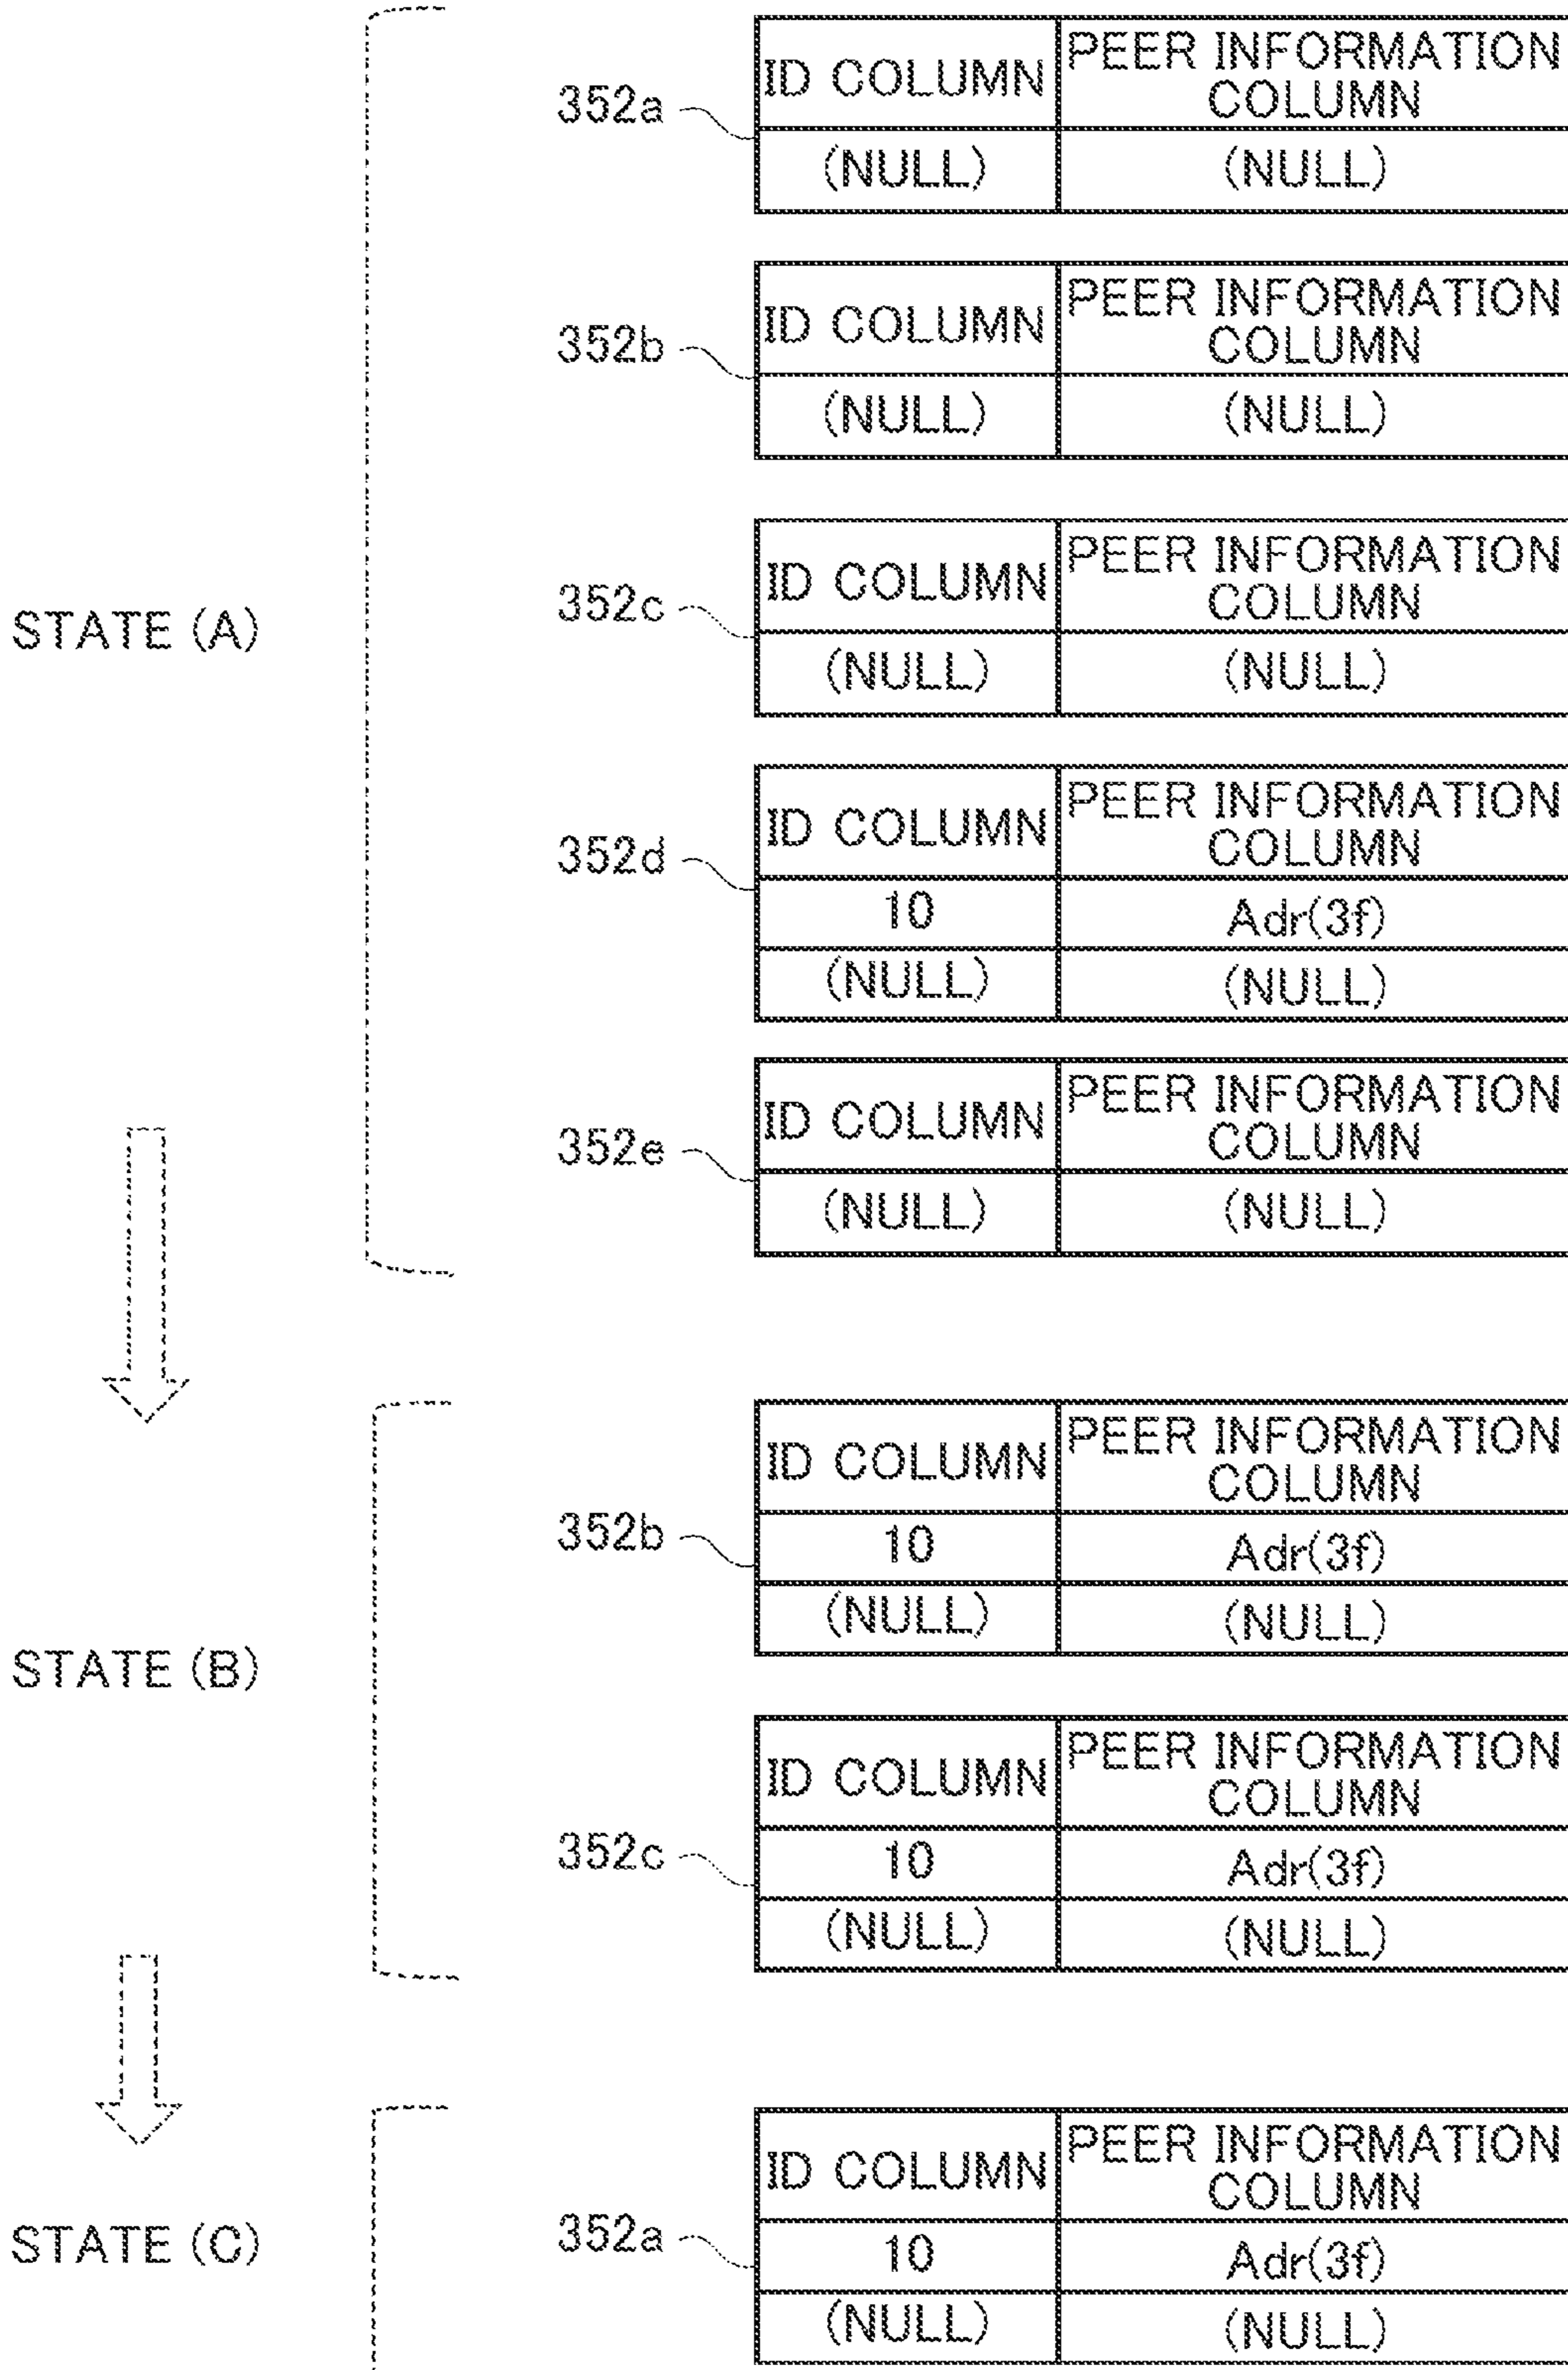 352a
ID COLUMN
PEER INFORMATION
COLUMN
(NULL)
(NULL)
352b
ID COLUMN
PEER INFORMATION
COLUMN
(NULL)
(NULL)
STATE (A)
352c
ID COLUMN
PEER INFORMATION
COLUMN
(NULL)
(NULL)
352d
ID COLUMN
PEER INFORMATION
COLUMN
10
Adr(3f)
(NULL)
(NULL)
352e
ID COLUMN
PEER INFORMATION
COLUMN
(NULL)
(NULL)
STATE (B)
352b
ID COLUMN
PEER INFORMATION
COLUMN
10
Adr(3f)
(NULL)
(NULL)
352c
ID COLUMN
PEER INFORMATION
COLUMN
10
Adr(3f)
(NULL)
(NULL)
STATE (C)
352a
ID COLUMN
PEER INFORMATION
COLUMN
10
Adr(3f)
(NULL)
(NULL)